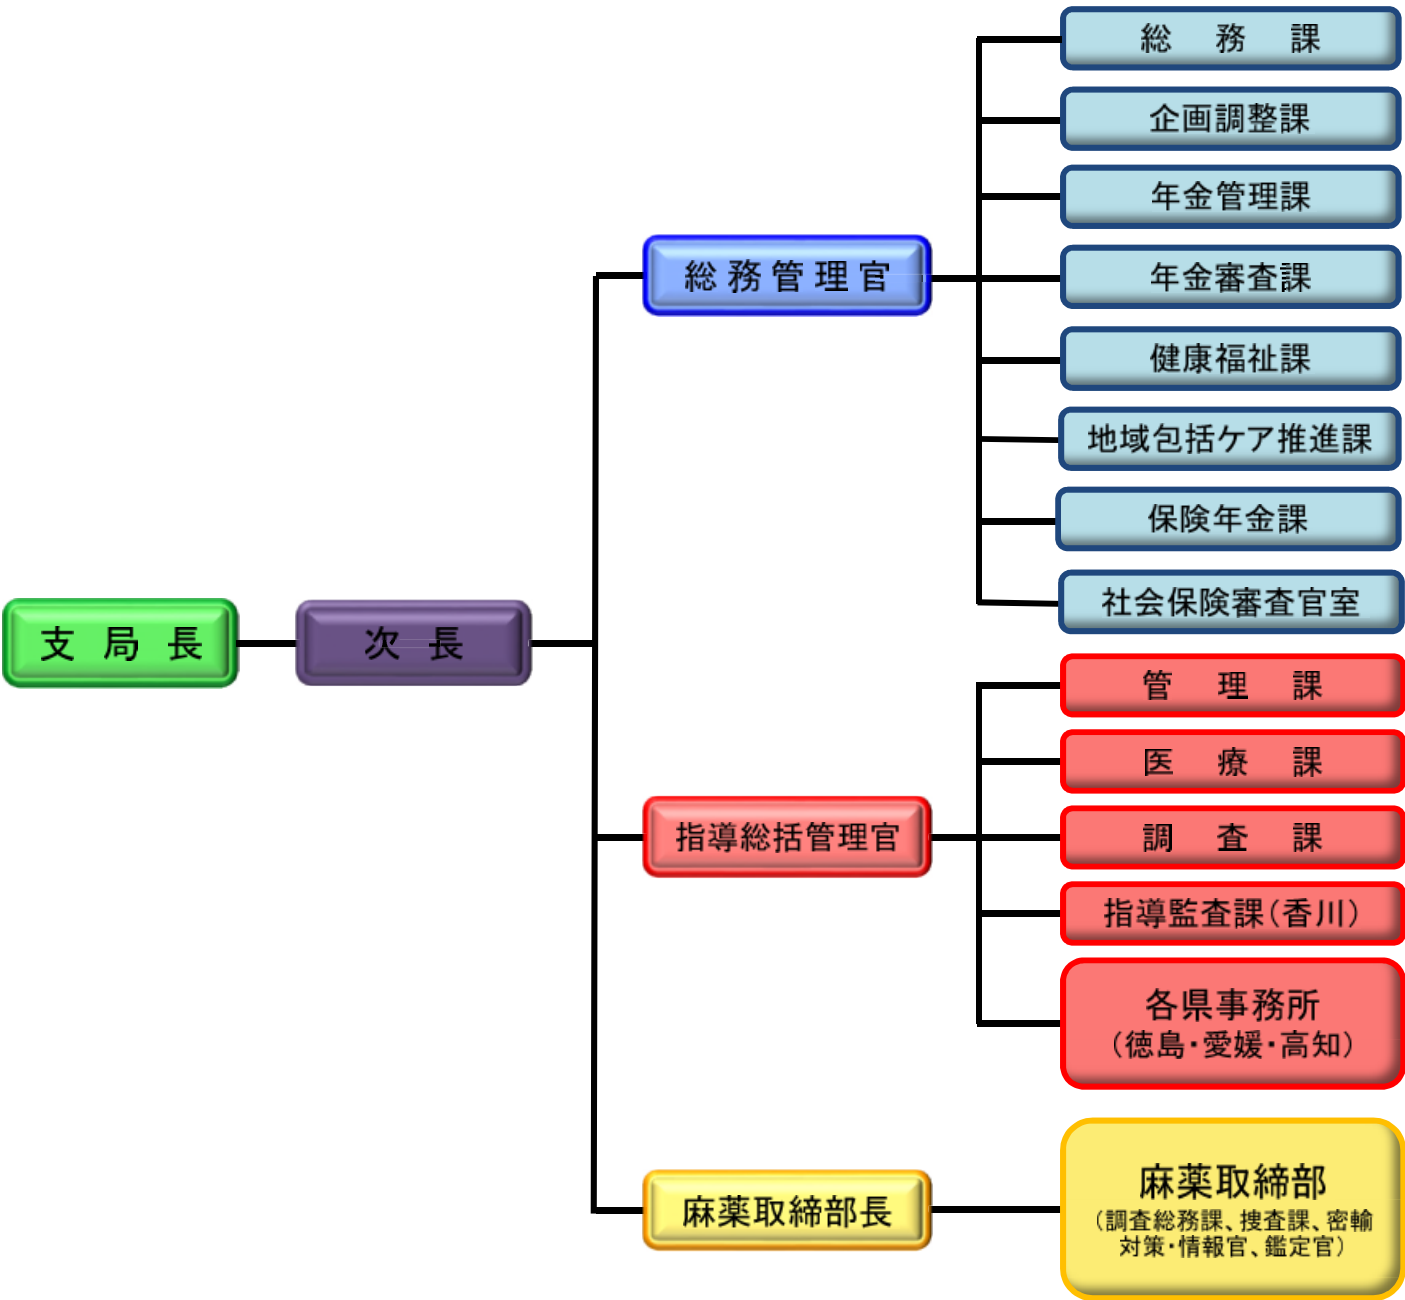 総務課
企画調整課
年金管理課
年金審査課
総務管理官
健康福祉課
地域包括ケア推進課
保険年金課
社会保険審査官室
支局長
次長
管理課
医療課
指導総括管理官
調査課
指導監査課（香川）
各県事務所
（徳島・愛媛・高知）
麻薬取締部長
麻薬取締部
（調査総務課、捜査課、密輸
対策・情報官、鑑定官）